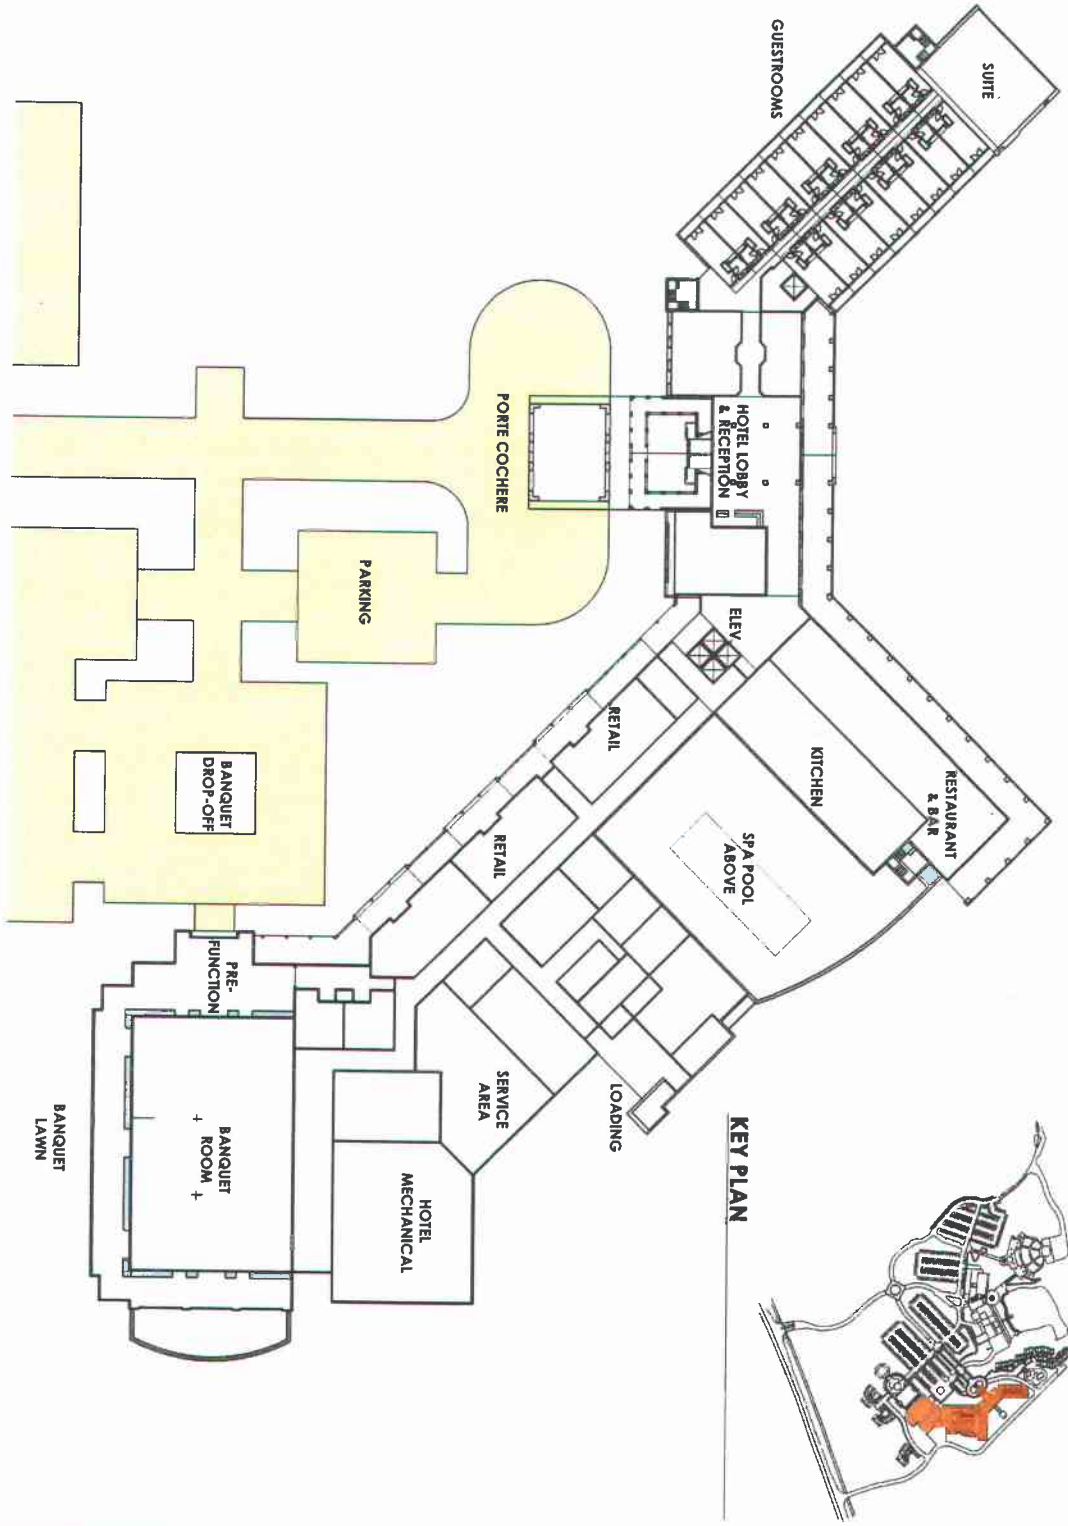 SUITE
GUESTROOMS
HOTEL LOBBY
& RECEPTION
PORTE COCHERE
PARKING
ELEV
RETAIL
KITCHEN
RESTAURANT
& BAR
SPA POOL
ABOVE
RETAIL
BANQUET
DROP-OFF
PRE-
FUNCTION
SERVICE
AREA
LOADING
BANQUET
LAWN
BANQUET
ROOM
HOTEL
MECHANICAL
KEY PLAN